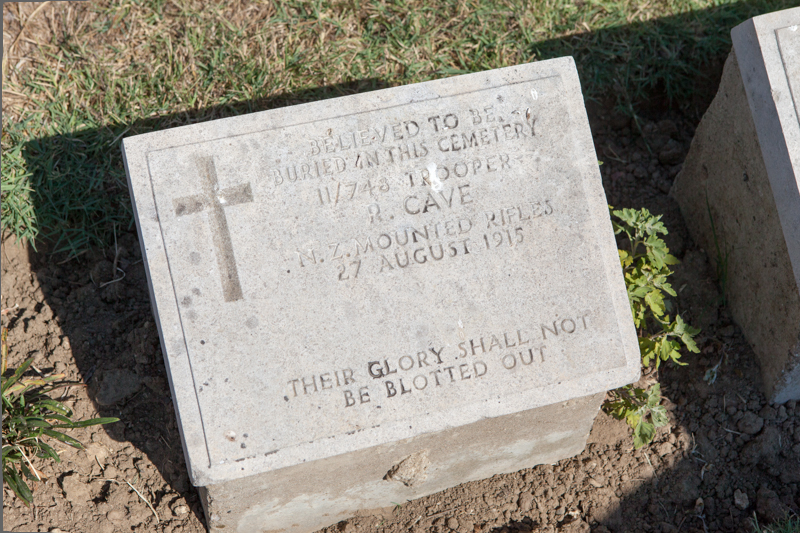 BELIEVED TO BE
BURIED IN THIS CEMETERY
11/748 TROOPER
R. CAVE
N.Z. MOUNTED RIFLES
27 AUGUST 1915
THEIR GLORY SHALL NOT
BE BLOTTED OUT